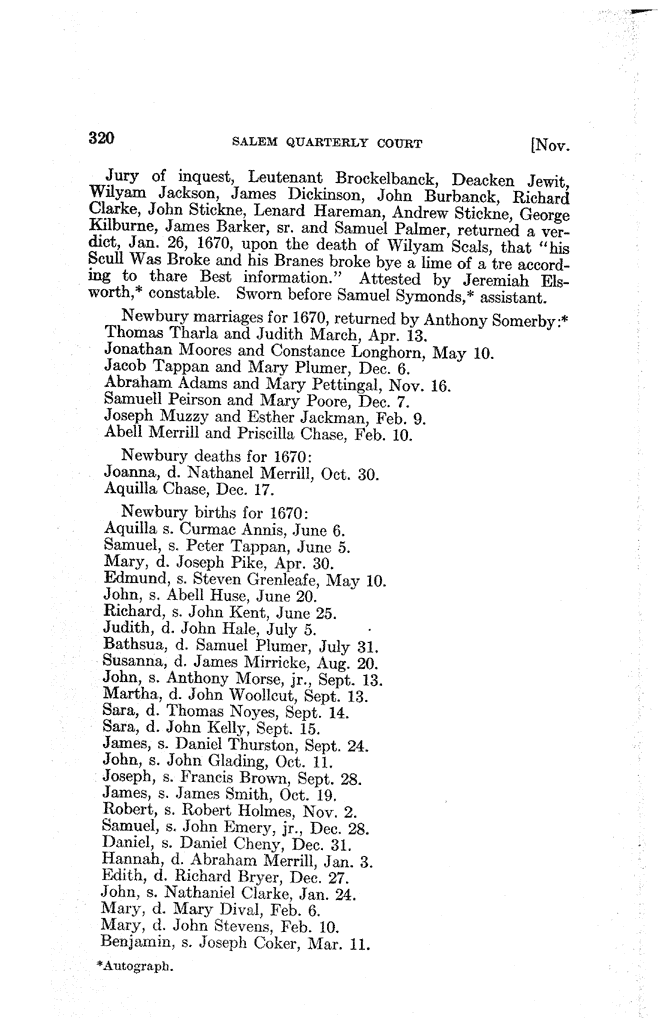 320 SALEM QUARTERLY COURT [Nov.
Jury of inquest, Leutenant Brockelbanck, Deacken Jewit,
Wilyam Jackson, James Dickinson, John Burbanck, Richard
Clarke, John Stickne, Lenard Hareman, Andrew Stickne, George
Kilburne, James Barker, sr. and Samuel Palmer, returned a ver-
dict, Jan. 26, 1670, upon the death of Wilyam Scals, that "his
Scull Was Broke and his Branes broke bye a lime of a tre accord-
ing to thare Best information." Attested by Jeremiah Els-
worth,* constable. Sworn before Samuel Symonds,* assistant.
Newbury marriages for 1670, returned by Anthony Somerby:*
Thomas Tharla and Judith March, Apr. 13.
Jonathan Moores and Constance Longhorn, May 10.
Jacob Tappan and Mary Plumer, Dec. 6.
Abraham Adams and Mary Pettingal, Nov. 16.
Samuell Peirson and Mary Poore, Dec. 7.
Joseph Muzzy and Esther Jackman, Feb. 9.
Abell Merrill and Priscilla Chase, Feb. 10.
Newbury deaths for 1670:
Joanna, d. Nathanel Merrill, Oct. 30.
Aquilla Chase, Dec. 17.
Newbury births for 1670:
Aquilla s. Curmac Annis, June 6.
Samuel, s. Peter Tappan, June 5.
Mary, d. Joseph Pike, Apr. 30.
Edmund, s. Steven Grenleafe, May 10.
John, s. Abell Huse, June 20.
Richard, s. John Kent, June 25.
Judith, d. John Hale, July 5.
Bathsua, d. Samuel Plumer, July 31.
Susanna, d. James Mirricke, Aug. 20.
John, s. Anthony Morse, jr., Sept. 13.
Martha, d. John Woollcut, Sept. 13.
Sara, d. Thomas Noyes, Sept. 14.
Sara, d. John Kelly, Sept. 15.
James, s. Daniel Thurston, Sept. 24.
John, s. John Glading, Oct. 11.
Joseph, s. Francis Brown, Sept. 28.
James, s. James Smith, Oct. 19.
Robert, s. Robert Holmes, Nov. 2.
Samuel, s. John Emery, jr., Dec. 28.
Daniel, s. Daniel Cheny, Dec. 31.
Hannah, d. Abraham Merrill, Jan. 3.
Edith, d. Richard Bryer, Dec. 27.
John, s. Nathaniel Clarke, Jan. 24.
Mary, d. Mary Dival, Feb. 6.
Mary, d. John Stevens, Feb. 10.
Benjamin, s. Joseph Coker, Mar. 11.
*Autograph.